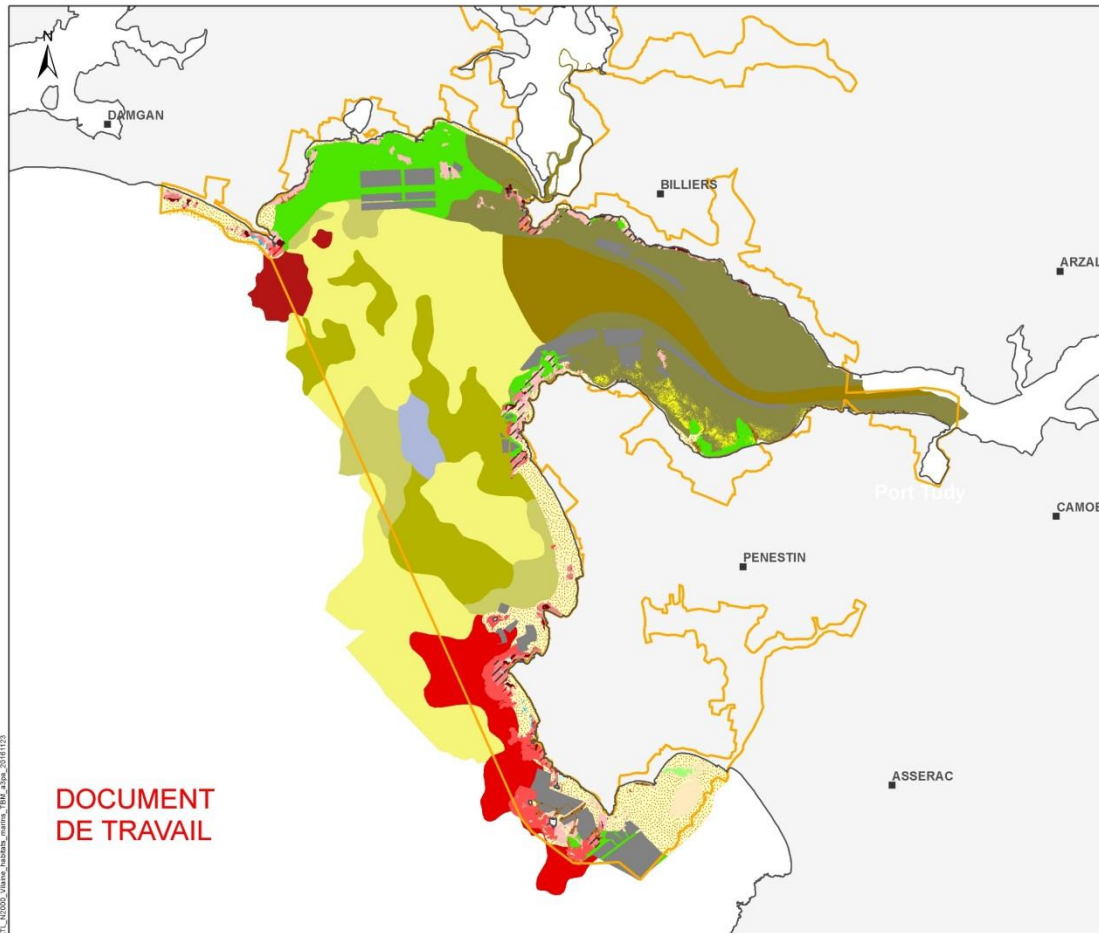 N
DAMGAN
BILLIERS
ARZAL
Port Tudy
CAMOE
PENESTIN
ASSERAC
DOCUMENT
DE TRAVAIL